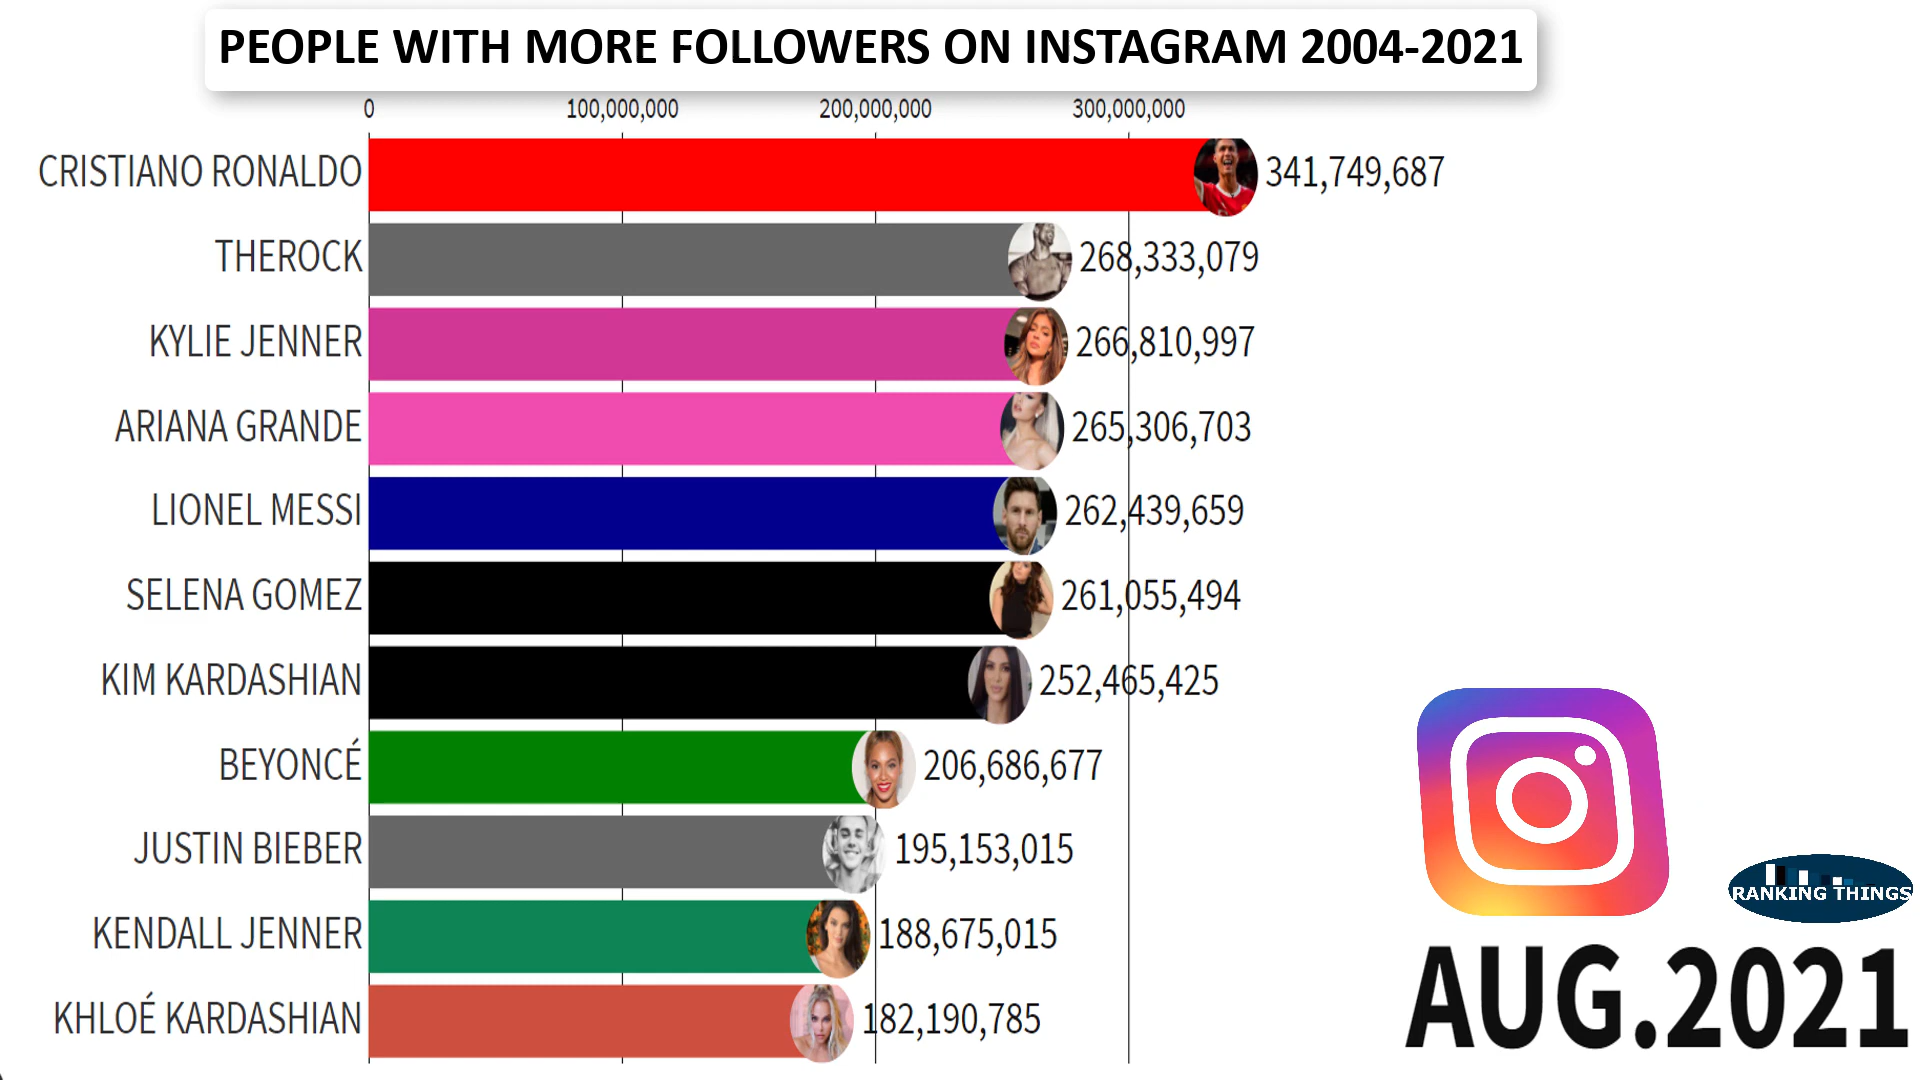 PEOPLE WITH MORE FOLLOWERS ON INSTAGRAM 2004-2021
0 100,000,000 200,000,000 300,000,000
CRISTIANO RONALDO 341,749,687
THEROCK 268,333,079
KYLIE JENNER 266,810,997
ARIANA GRANDE 265,306,703
LIONEL MESSI 262,439,659
SELENA GOMEZ 261,055,494
KIM KARDASHIAN 252,465,425
BEYONCÉ 206,686,677
JUSTIN BIEBER 195,153,015
KENDALL JENNER 188,675,015
KHLOÉ KARDASHIAN 182,190,785
RANKING THINGS
AUG.2021